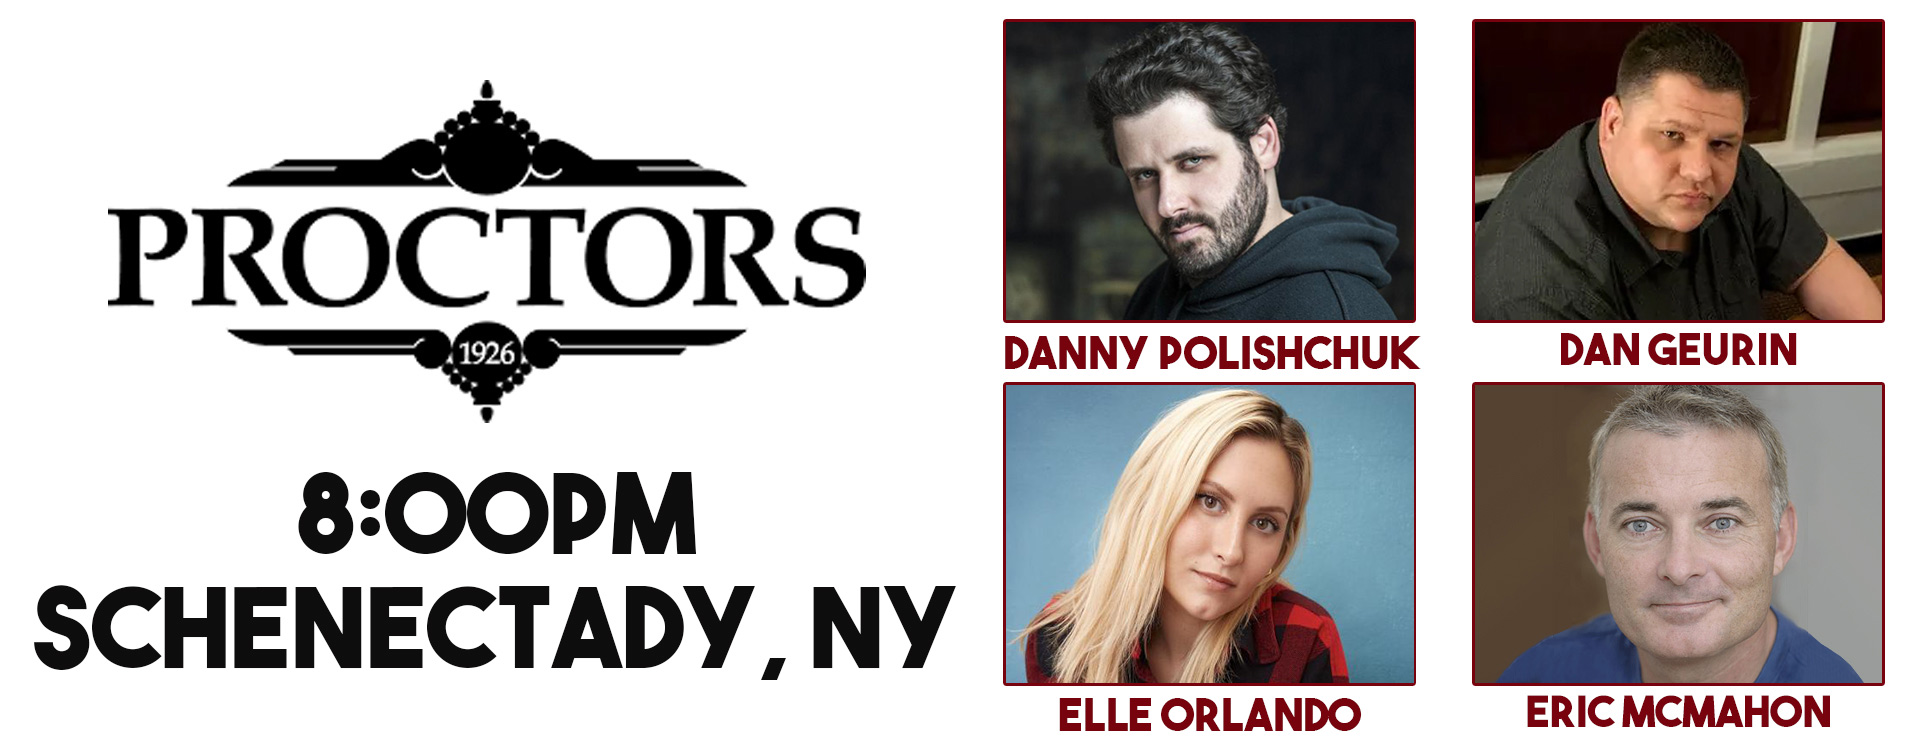 PROCTORS
1926
8:00PM
SCHENECTADY, NY
DANNY POLISHCHUK
DAN GEURIN
ELLE ORLANDO
ERIC MCMAHON